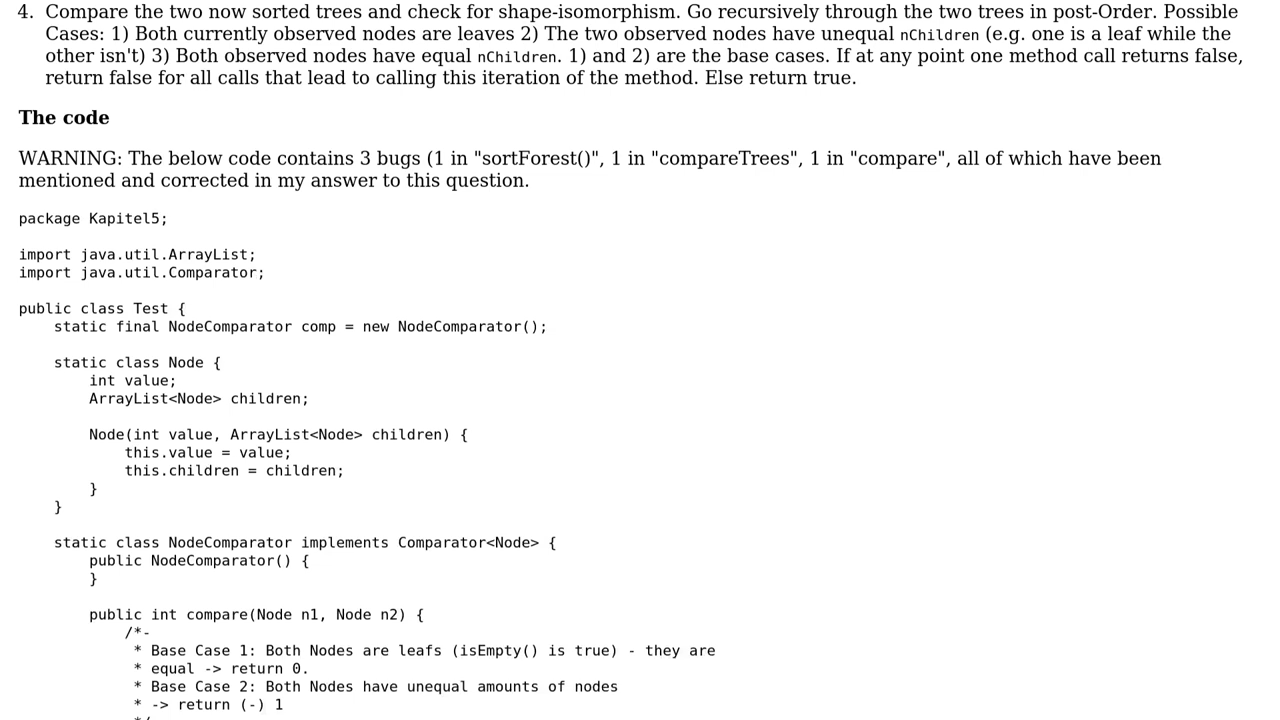 4. Compare the two now sorted trees and check for shape-isomorphism. Go recursively through the two trees in post-Order. Possible
Cases: 1) Both currently observed nodes are leaves 2) The two observed nodes have unequal nChildren (e.g. one is a leaf while the
other isn't) 3) Both observed nodes have equal nChildren. 1) and 2) are the base cases. If at any point one method call returns false,
return false for all calls that lead to calling this iteration of the method. Else return true.
The code
WARNING: The below code contains 3 bugs (1 in "sortForest()", 1 in "compareTrees", 1 in "compare", all of which have been
mentioned and corrected in my answer to this question.
package Kapitel5;
import java.util.ArrayList;
import java.util.Comparator;
public class Test {
    static final NodeComparator comp = new NodeComparator();
    static class Node {
        int value;
        ArrayList<Node> children;
        Node(int value, ArrayList<Node> children) {
            this.value = value;
            this.children = children;
        }
    }
    static class NodeComparator implements Comparator<Node> {
        public NodeComparator() {
        }
        public int compare(Node n1, Node n2) {
            /*-
             * Base Case 1: Both Nodes are leafs (isEmpty() is true) - they are
             * equal -> return 0.
             * Base Case 2: Both Nodes have unequal amounts of nodes
             * -> return (-) 1
             */